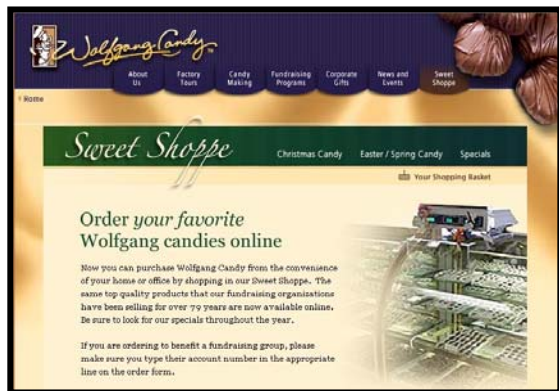 Wolfgang Candy
About Us
Factory Tours
Candy Making
Fundraising Programs
Corporate Gifts
News and Events
Sweet Shoppe
Home
Sweet Shoppe
Christmas Candy
Easter / Spring Candy
Specials
Your Shopping Basket
Order your favorite
Wolfgang candies online
Now you can purchase Wolfgang Candy from the convenience
of your home or office by shopping in our Sweet Shoppe. The
same top quality products that our fundraising organizations
have been selling for over 79 years are now available online.
Be sure to look for our specials throughout the year.
If you are ordering to benefit a fundraising group, please
make sure you type their account number in the appropriate
line on the order form.